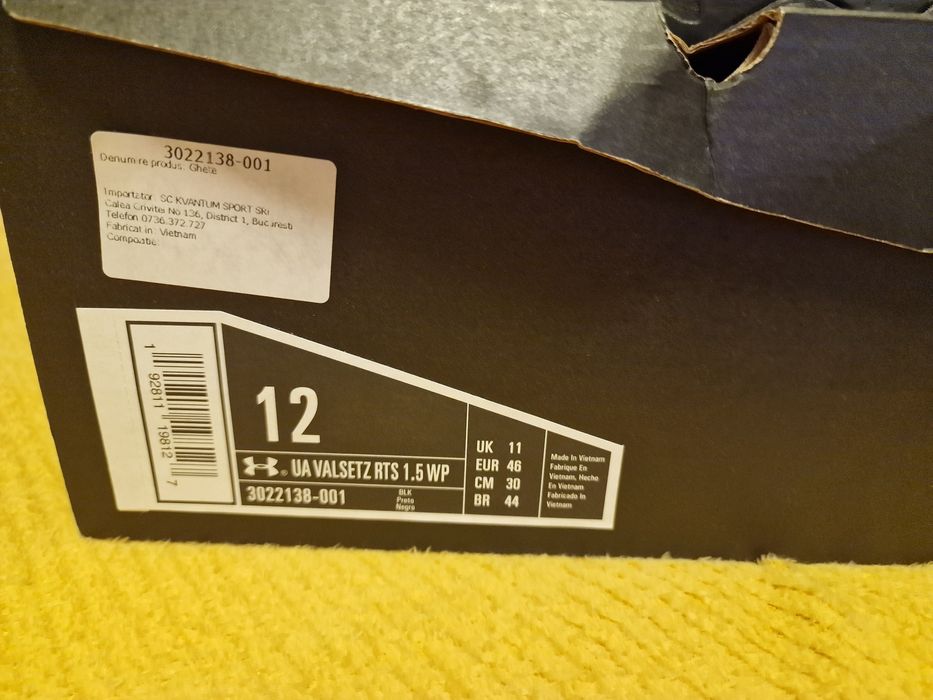 3022138-001
Denumire produs: Ghete
Importator: SC KVANTUM SPORT SRL
Calea Grivitei No 136, District 1, Bucuresti
Telefon 0736.372.727
Fabricat in: Vietnam
Compozitie:
1 92811 19812 7
12
UA VALSETZ RTS 1.5 WP
3022138-001
BLK
Preto
Negro
UK 11
EUR 46
CM 30
BR 44
Made In Vietnam
Fabrique En
Vietnam, Hecho
En Vietnam
Fabricado In
Vietnam